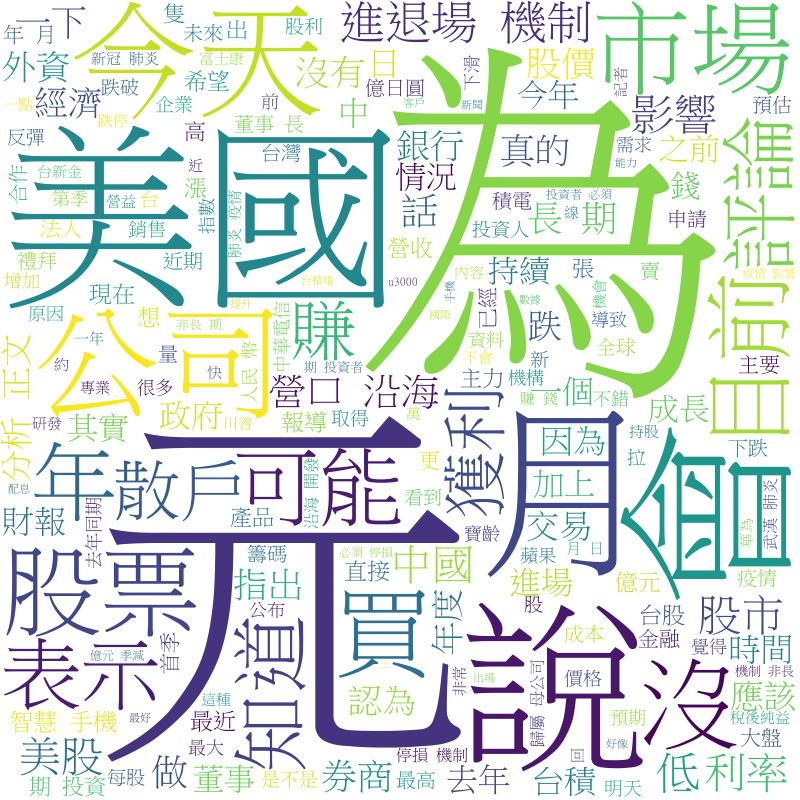 一下
今天
進退場 機制
市場
年 月
出
隻
未來
股利
新冠 肺炎
富士康
億日圓
下滑
記者
外資
跌破
希望
沒有
日
股價
一點
企業
前
客戶
新聞
今年
影響
預估
經濟
跌停
董事 長
中
反彈
高
美國
為
銀行
真的
需求
之前
能力
目前
評論
合作
近
台灣
台新金
漲
指數
肺炎 疫情
情況
積電
投資者 必須
錢
第季
營益
台
話
長 期
線
申請
法人
銷售
投資人
禮拜
近期
營收
持續
張
賣
增加
台積電
u3000
內容
機會
疫情 影響
現在
已經
導致
原因
想
提升
國際
手機
數據
資料
新
全球
公司
賺
非長 期
一年
人民 幣
中華電信
期 投資者
不會
主要
正文
約
量
快
營口 沿海
主力
機構
專業
很多
政府
獲利
賺 錢
一個
不錯
成長
分析
研發
川普
其實
報導
取得
萬
月
會
因為
持股
下跌
元
年
散戶
可能
更
加上
拉
配息
沿海 開發
看到
財報
去年同期
產品
寶齡
交易
蘋果
月 日
華為
武漢 肺炎
股票
籌碼
必須 停損
中國
進場
億元
疫情
指出
直接
買
說
沒
公布
年度
股
台股
股市
首季
知道
成本
金融
覺得
時間
表示
億元 季減
這種
認為
非常
出場
母公司
歸屬
價格
機制 非長
應該
智慧 手機
最好
最近
預期
稅後純益
大盤
美股
最大
停損 機制
回
好像
期 投資
每股
做
董事
是不是
券商
最高
去年
台積
明天
低
利率